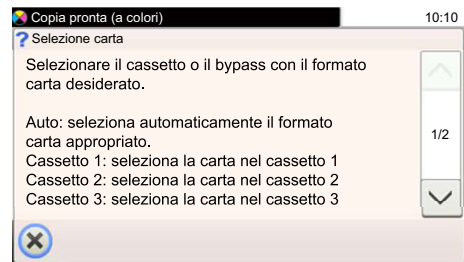 Copia pronta (a colori)
10:10
? Selezione carta
Selezionare il cassetto o il bypass con il formato
carta desiderato.
Auto: seleziona automaticamente il formato
carta appropriato.
Cassetto 1: seleziona la carta nel cassetto 1
Cassetto 2: seleziona la carta nel cassetto 2
Cassetto 3: seleziona la carta nel cassetto 3
1/2